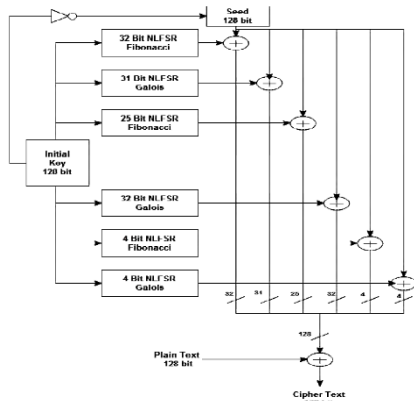 Seed
128 bit
32 Bit NLFSR
Fibonacci
31 Bit NLFSR
Galois
25 Bit NLFSR
Fibonacci
Initial
Key
128 bit
32 Bit NLFSR
Galois
4 Bit NLFSR
Fibonacci
4 Bit NLFSR
Galois
32
31
25
32
4
4
128
Plain Text
128 bit
Cipher Text